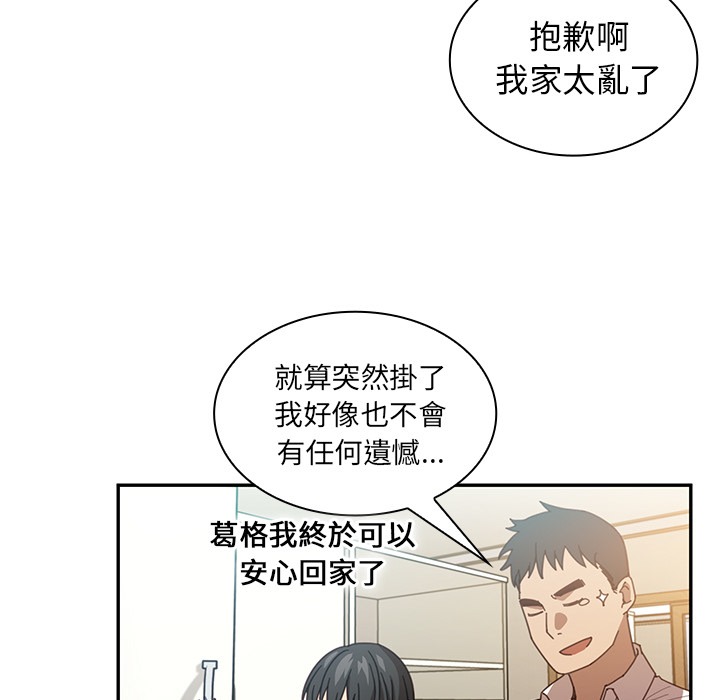 抱歉啊
我家太亂了
就算突然掛了
我好像也不會
有任何遺憾...
葛格我終於可以
安心回家了